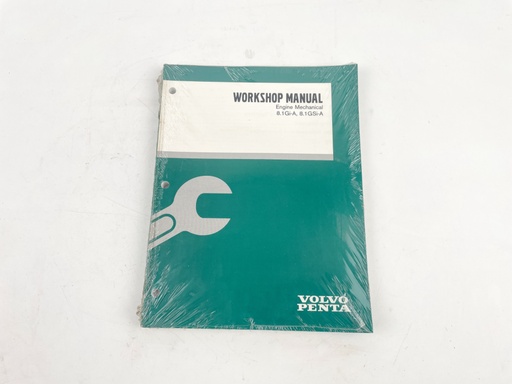 WORKSHOP MANUAL
Engine Mechanical
8.1Gi-A, 8.1GSi-A
VOLVO
PENTA